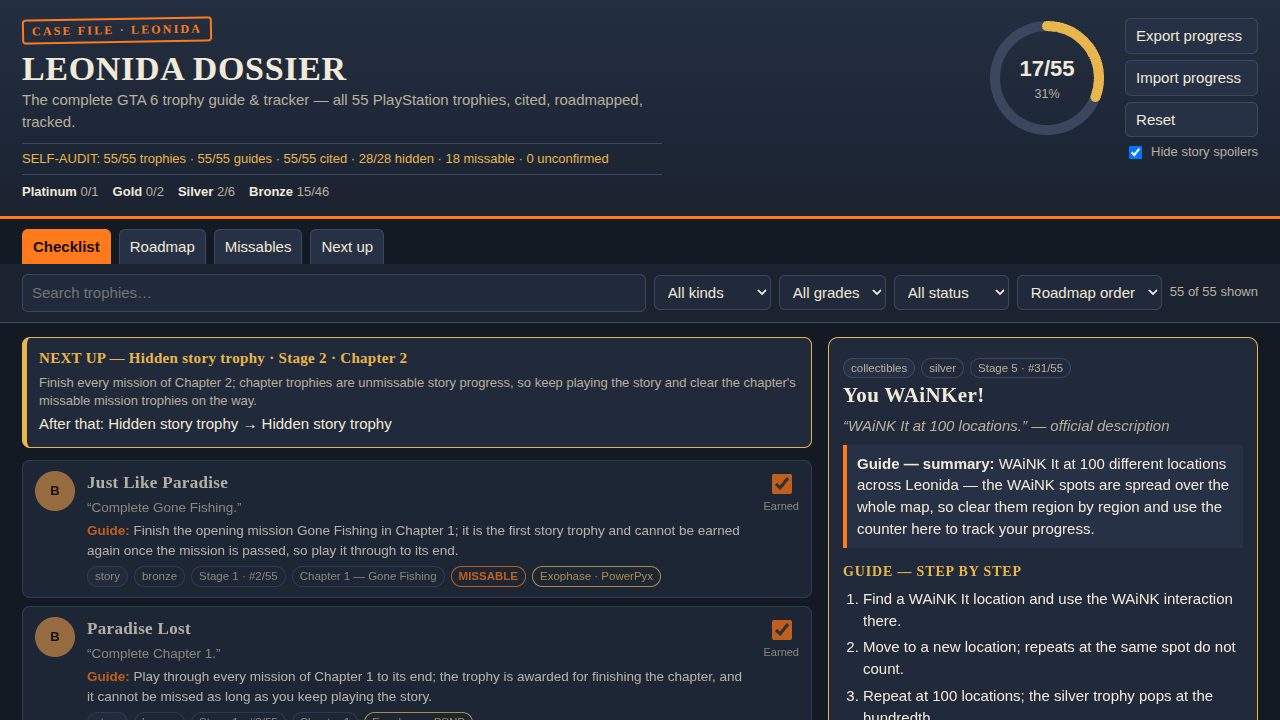 CASE FILE · LEONIDA
LEONIDA DOSSIER
The complete GTA 6 trophy guide & tracker — all 55 PlayStation trophies, cited, roadmapped,
tracked.
SELF-AUDIT: 55/55 trophies · 55/55 guides · 55/55 cited · 28/28 hidden · 18 missable · 0 unconfirmed
Platinum 0/1 Gold 0/2 Silver 2/6 Bronze 15/46
17/55
31%
Export progress
Import progress
Reset
Hide story spoilers
Checklist
Roadmap
Missables
Next up
Search trophies…
All kinds
All grades
All status
Roadmap order
55 of 55 shown
NEXT UP — Hidden story trophy · Stage 2 · Chapter 2
Finish every mission of Chapter 2; chapter trophies are unmissable story progress, so keep playing the story and clear the chapter's
missable mission trophies on the way.
After that: Hidden story trophy → Hidden story trophy
B
Just Like Paradise
“Complete Gone Fishing.”
Guide: Finish the opening mission Gone Fishing in Chapter 1; it is the first story trophy and cannot be earned
again once the mission is passed, so play it through to its end.
story
bronze
Stage 1 · #2/55
Chapter 1 — Gone Fishing
MISSABLE
Exophase · PowerPyx
Earned
B
Paradise Lost
“Complete Chapter 1.”
Guide: Play through every mission of Chapter 1 to its end; the trophy is awarded for finishing the chapter, and
it cannot be missed as long as you keep playing the story.
Earned
collectibles
silver
Stage 5 · #31/55
You WAiNKer!
“WAiNK It at 100 locations.” — official description
Guide — summary: WAiNK It at 100 different locations
across Leonida — the WAiNK spots are spread over the
whole map, so clear them region by region and use the
counter here to track your progress.
GUIDE — STEP BY STEP
1. Find a WAiNK It location and use the WAiNK interaction
there.
2. Move to a new location; repeats at the same spot do not
count.
3. Repeat at 100 locations; the silver trophy pops at the
hundredth.